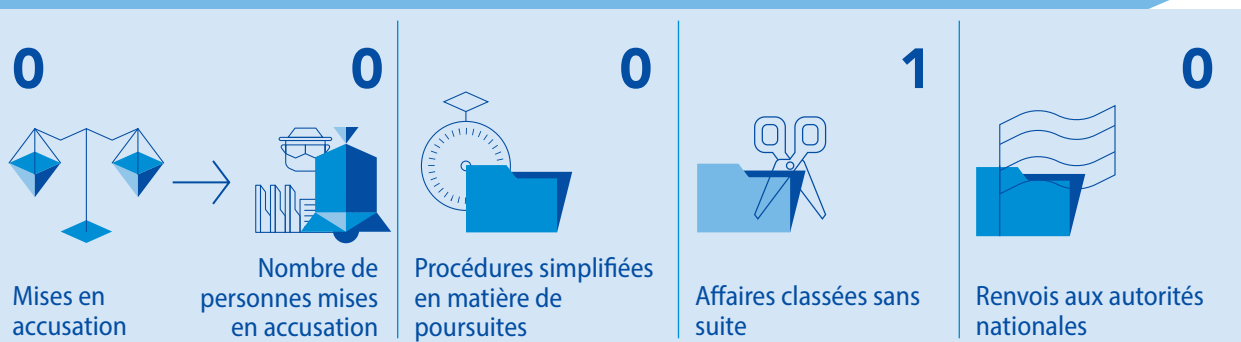 0
Mises en
accusation
0
Nombre de
personnes mises
en accusation
0
Procédures simplifiées
en matière de
poursuites
1
Affaires classées sans
suite
0
Renvois aux autorités
nationales